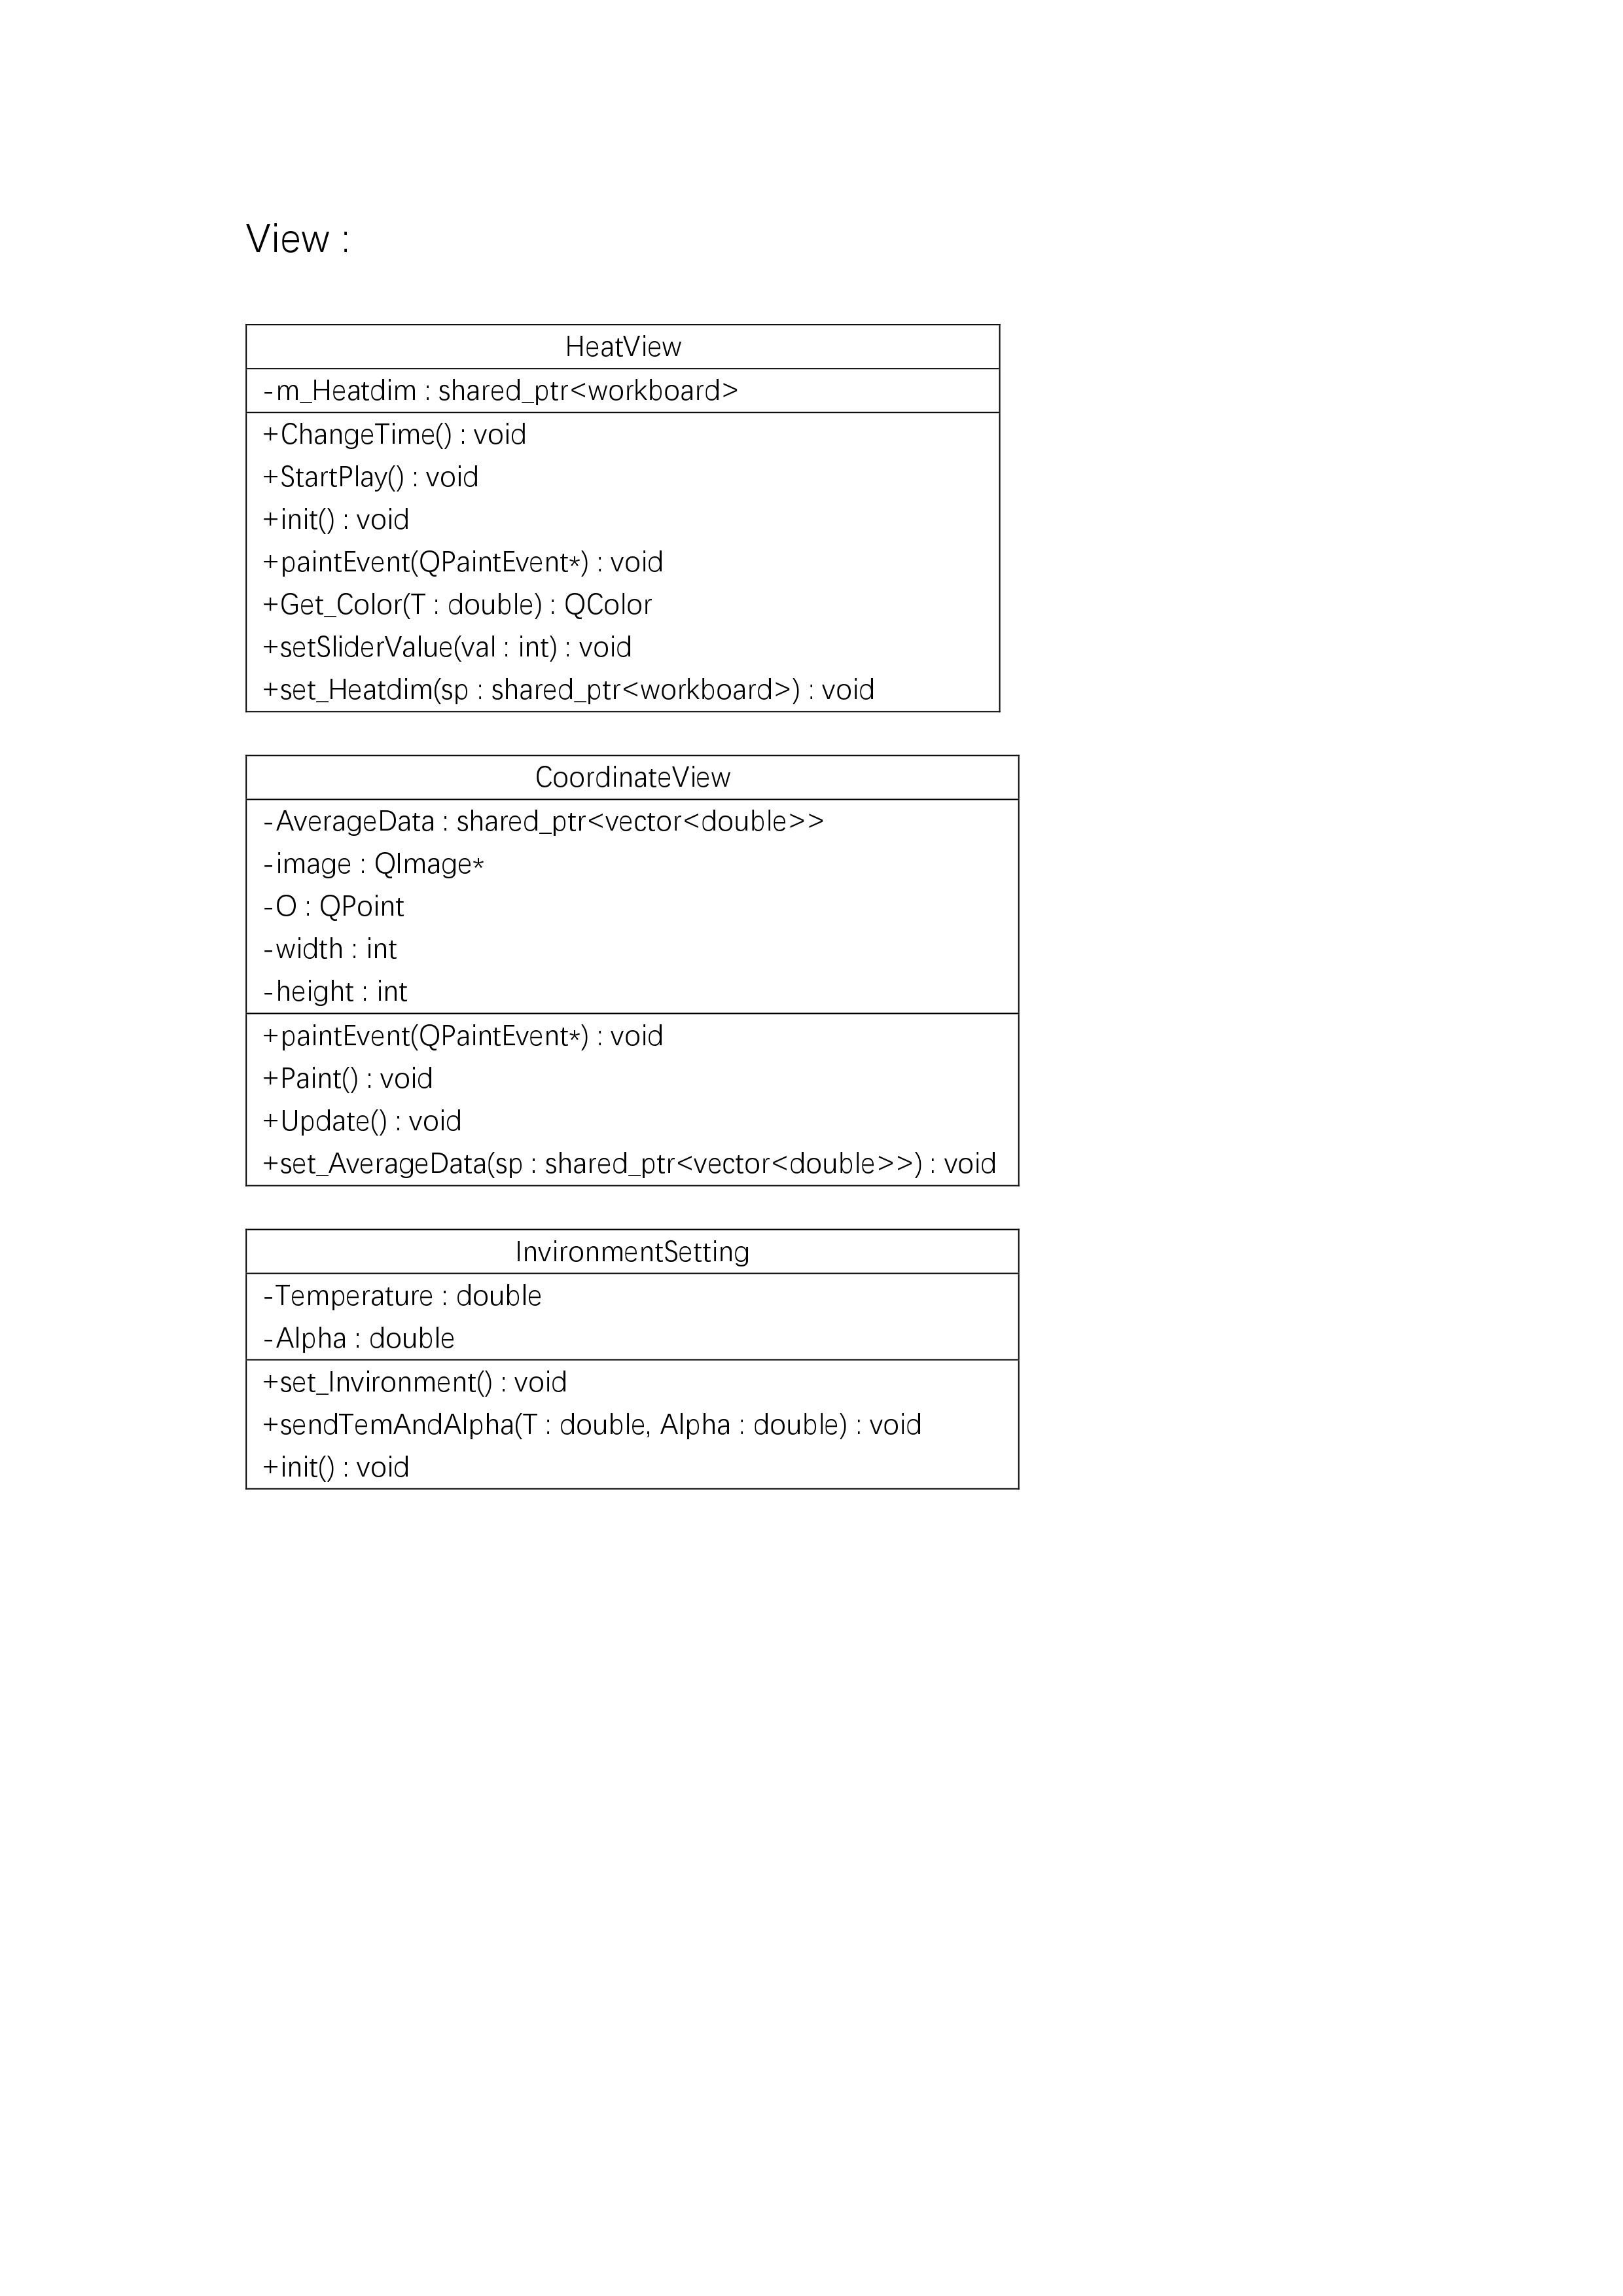 View :
HeatView
-m_Heatdim : shared_ptr<workboard>
+ChangeTime() : void
+StartPlay() : void
+init() : void
+paintEvent(QPaintEvent*) : void
+Get_Color(T : double) : QColor
+setSliderValue(val : int) : void
+set_Heatdim(sp : shared_ptr<workboard>) : void
CoordinateView
-AverageData : shared_ptr<vector<double>>
-image : QImage*
-O : QPoint
-width : int
-height : int
+paintEvent(QPaintEvent*) : void
+Paint() : void
+Update() : void
+set_AverageData(sp : shared_ptr<vector<double>>) : void
InvironmentSetting
-Temperature : double
-Alpha : double
+set_Invironment() : void
+sendTemAndAlpha(T : double, Alpha : double) : void
+init() : void